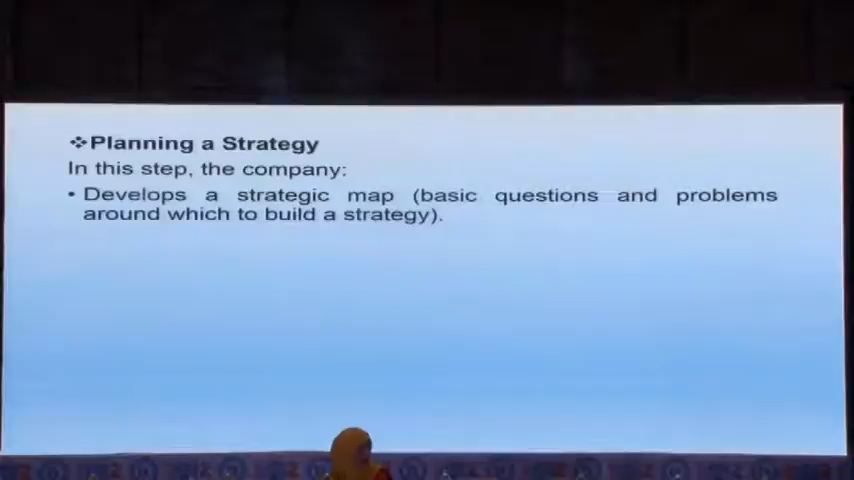 ❖Planning a Strategy
In this step, the company:
• Develops a strategic map (basic questions and problems
around which to build a strategy).